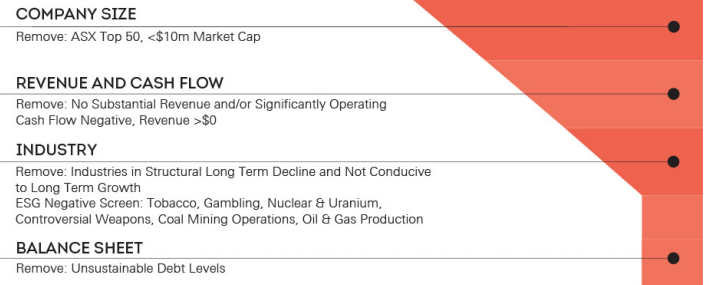 COMPANY SIZE
Remove: ASX Top 50, <$10m Market Cap
REVENUE AND CASH FLOW
Remove: No Substantial Revenue and/or Significantly Operating
Cash Flow Negative, Revenue >$0
INDUSTRY
Remove: Industries in Structural Long Term Decline and Not Conducive
to Long Term Growth
ESG Negative Screen: Tobacco, Gambling, Nuclear & Uranium,
Controversial Weapons, Coal Mining Operations, Oil & Gas Production
BALANCE SHEET
Remove: Unsustainable Debt Levels